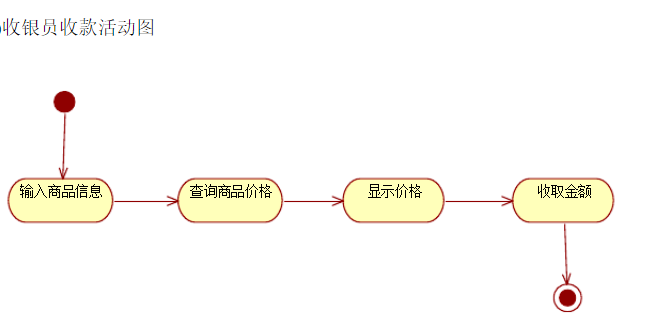 收银员收款活动图
输入商品信息
查询商品价格
显示价格
收取金额